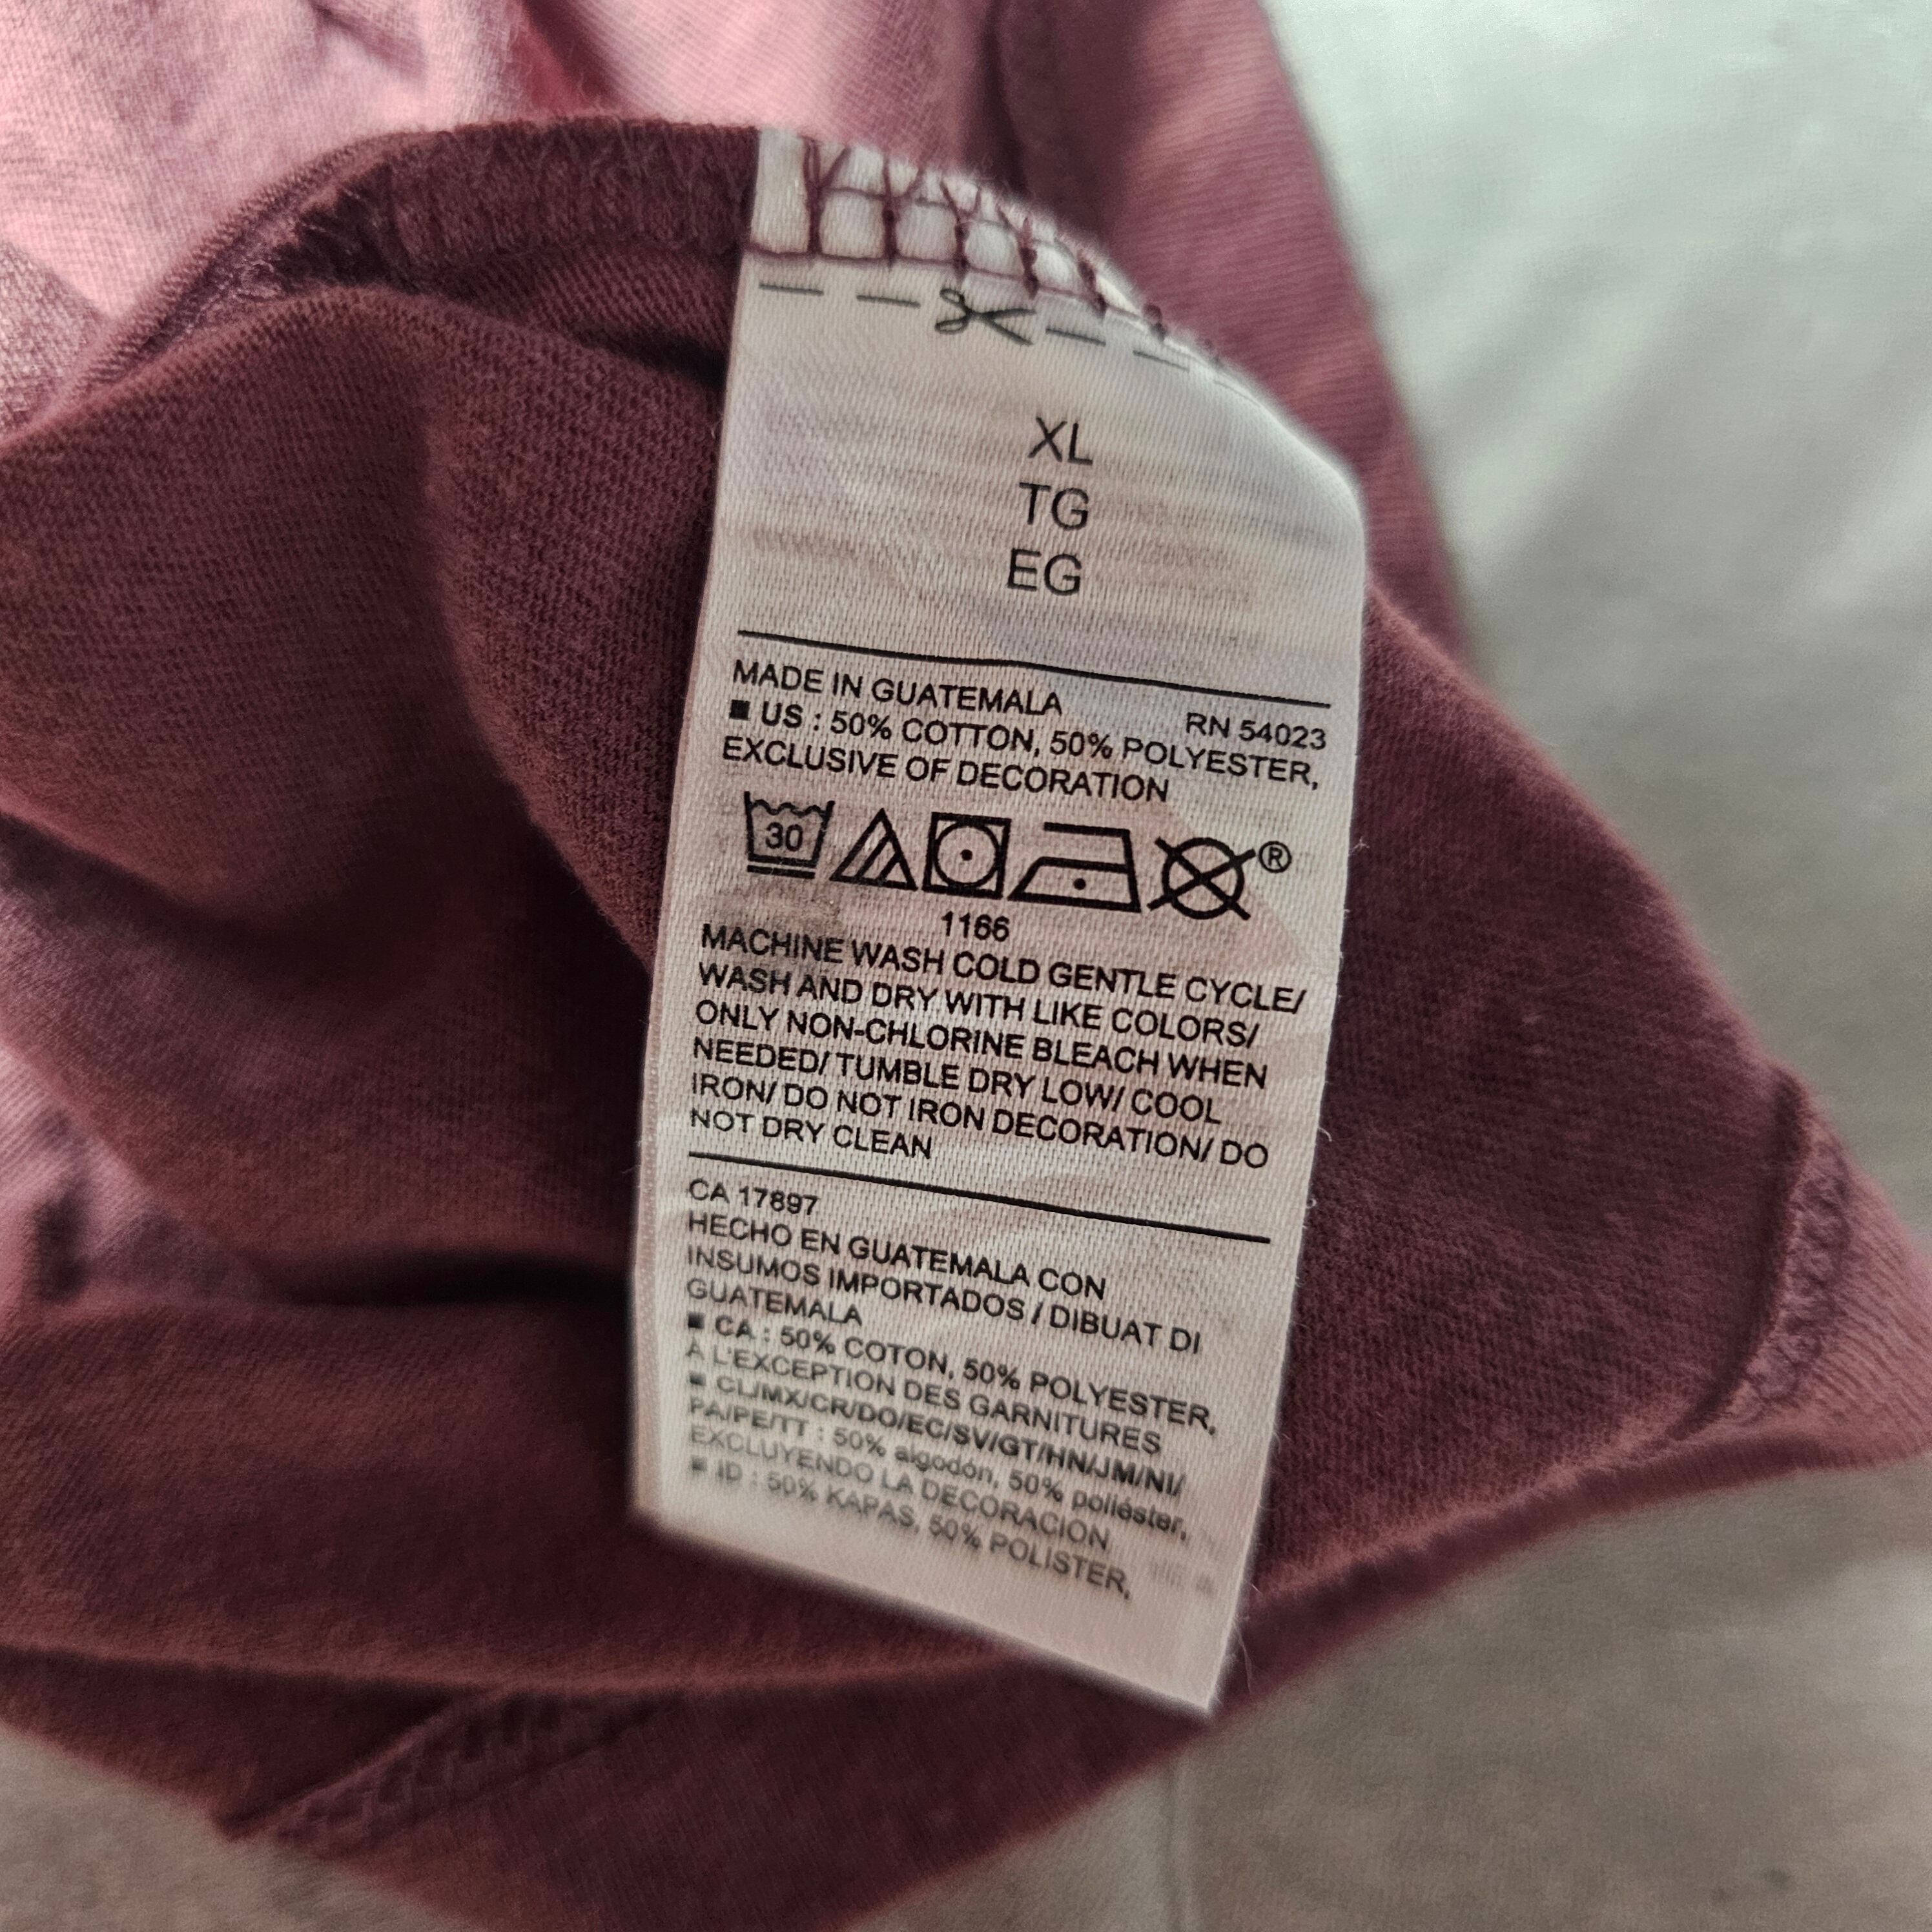 XL
TG
EG
MADE IN GUATEMALA RN 54023
■ US : 50% COTTON, 50% POLYESTER,
EXCLUSIVE OF DECORATION
30 ®
1166
MACHINE WASH COLD GENTLE CYCLE/
WASH AND DRY WITH LIKE COLORS/
ONLY NON-CHLORINE BLEACH WHEN
NEEDED/ TUMBLE DRY LOW/ COOL
IRON/ DO NOT IRON DECORATION/ DO
NOT DRY CLEAN
CA 17897
HECHO EN GUATEMALA CON
INSUMOS IMPORTADOS / DIBUAT DI
GUATEMALA
■ CA : 50% COTON, 50% POLYESTER,
À L'EXCEPTION DES GARNITURES
■ CL/MX/CR/DO/EC/SV/GT/HN/JM/NI/
PA/PE/TT : 50% algodón, 50% poliéster,
EXCLUYENDO LA DECORACION
■ ID : 50% KAPAS, 50% POLISTER,